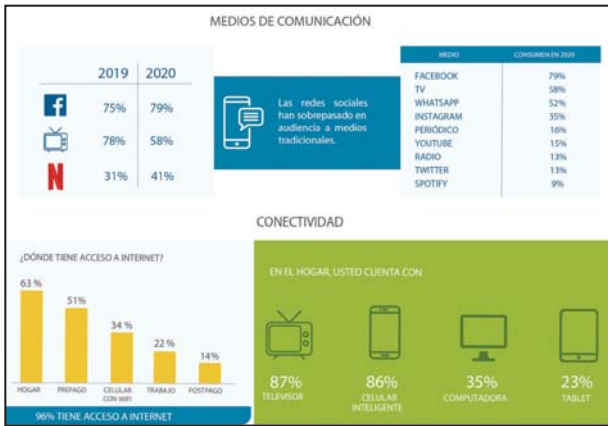 MEDIOS DE COMUNICACIÓN
2019 2020
75% 79%
78% 58%
N 31% 41%
Las redes sociales
han sobrepasado en
audiencia a medios
tradicionales.
MEDIO CONSUMEN EN 2020
FACEBOOK 79%
TV 58%
WHATSAPP 52%
INSTAGRAM 35%
PERIÓDICO 16%
YOUTUBE 15%
RADIO 13%
TWITTER 13%
SPOTIFY 9%
CONECTIVIDAD
¿DÓNDE TIENE ACCESO A INTERNET?
63 %
51%
34 %
22 %
14%
HOGAR PREPAGO CELULAR TRABAJO POSTPAGO
CON WIFI
96% TIENE ACCESO A INTERNET
EN EL HOGAR, USTED CUENTA CON
87% 86% 35% 23%
TELEVISOR CELULAR COMPUTADORA TABLET
INTELIGENTE